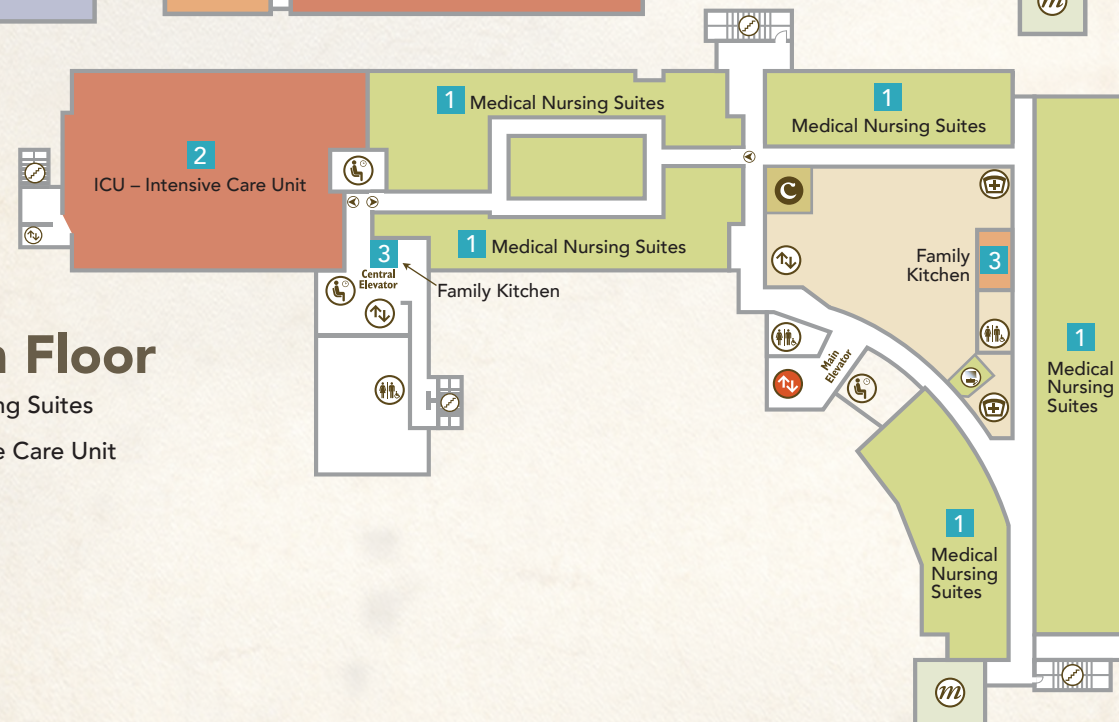 m
1 Medical Nursing Suites
1
Medical Nursing Suites
2
ICU – Intensive Care Unit
C
1 Medical Nursing Suites
3
Central
Elevator
Family Kitchen
Family
Kitchen
3
Main
Elevator
Floor
ng Suites
e Care Unit
1
Medical
Nursing
Suites
1
Medical
Nursing
Suites
m